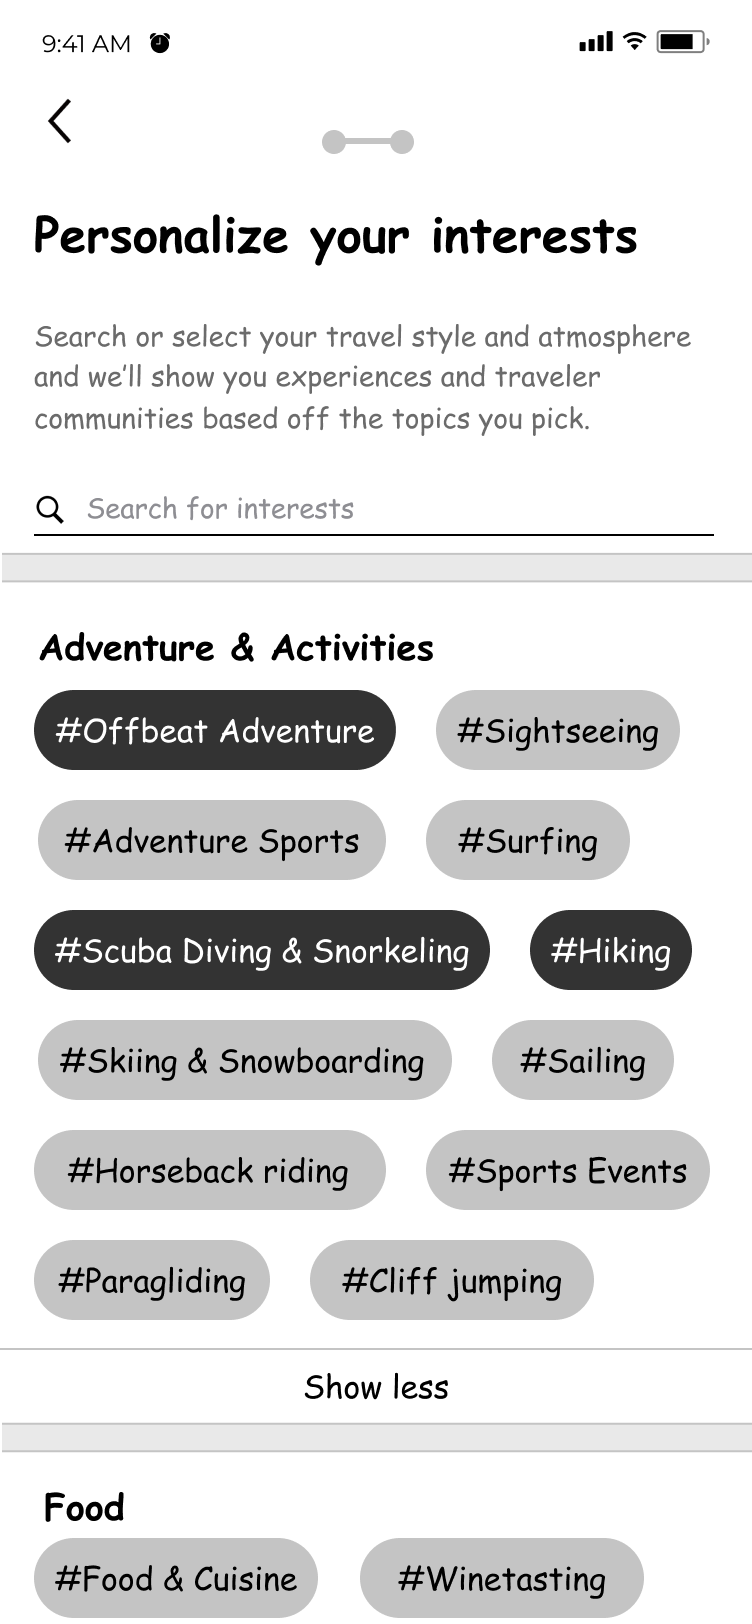 9:41 AM
Personalize your interests
Search or select your travel style and atmosphere
and we'll show you experiences and traveler
communities based off the topics you pick.
Search for interests
Adventure & Activities
#Offbeat Adventure #Sightseeing
#Adventure Sports #Surfing
#Scuba Diving & Snorkeling #Hiking
#Skiing & Snowboarding #Sailing
#Horseback riding #Sports Events
#Paragliding #Cliff jumping
Show less
Food
#Food & Cuisine #Winetasting